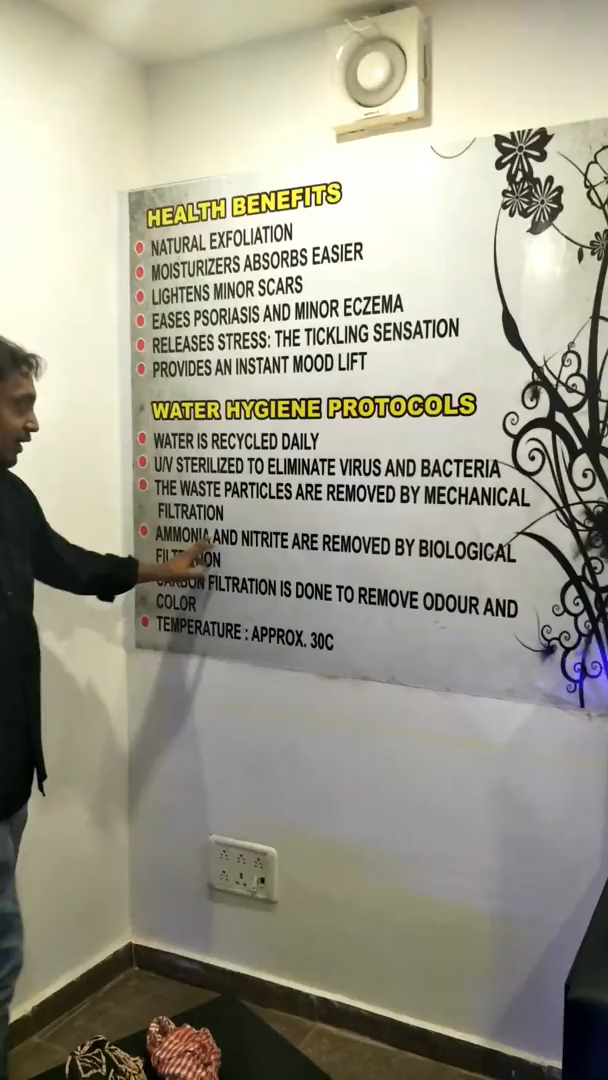 HEALTH BENEFITS
NATURAL EXFOLIATION
MOISTURIZERS ABSORBS EASIER
LIGHTENS MINOR SCARS
EASES PSORIASIS AND MINOR ECZEMA
RELEASES STRESS: THE TICKLING SENSATION
PROVIDES AN INSTANT MOOD LIFT
WATER HYGIENE PROTOCOLS
WATER IS RECYCLED DAILY
U/V STERILIZED TO ELIMINATE VIRUS AND BACTERIA
THE WASTE PARTICLES ARE REMOVED BY MECHANICAL
FILTRATION
AMMONIA AND NITRITE ARE REMOVED BY BIOLOGICAL
FILTRATION
CARBON FILTRATION IS DONE TO REMOVE ODOUR AND
COLOR
TEMPERATURE : APPROX. 30C